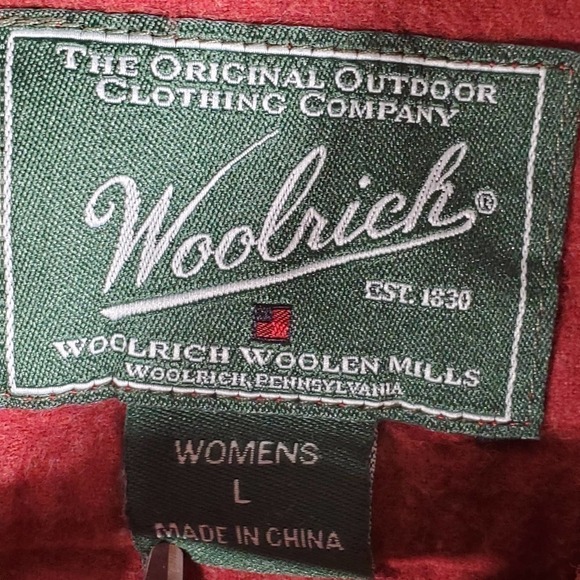 THE ORIGINAL OUTDOOR
CLOTHING COMPANY
Woolrich®
EST. 1830
WOOLRICH WOOLEN MILLS
WOOLRICH, PENNSYLVANIA
WOMENS
L
MADE IN CHINA